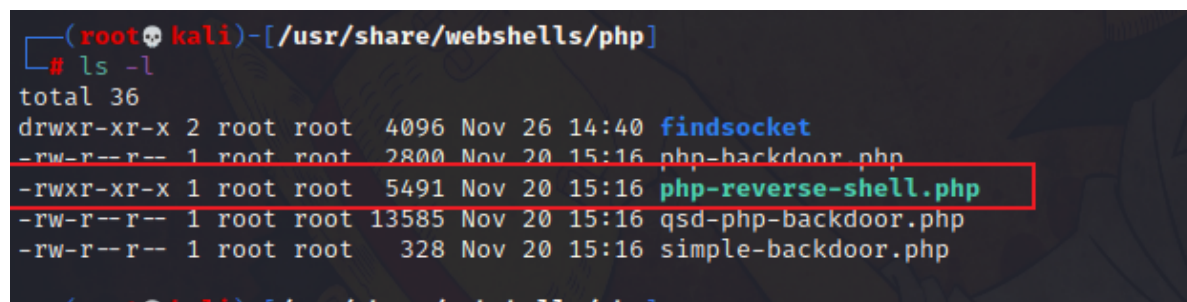 (root💀kali)-[/usr/share/webshells/php]
# ls -l
total 36
drwxr-xr-x 2 root root 4096 Nov 26 14:40 findsocket
-rw-r--r-- 1 root root 2800 Nov 20 15:16 php-backdoor.php
-rwxr-xr-x 1 root root 5491 Nov 20 15:16 php-reverse-shell.php
-rw-r--r-- 1 root root 13585 Nov 20 15:16 qsd-php-backdoor.php
-rw-r--r-- 1 root root 328 Nov 20 15:16 simple-backdoor.php